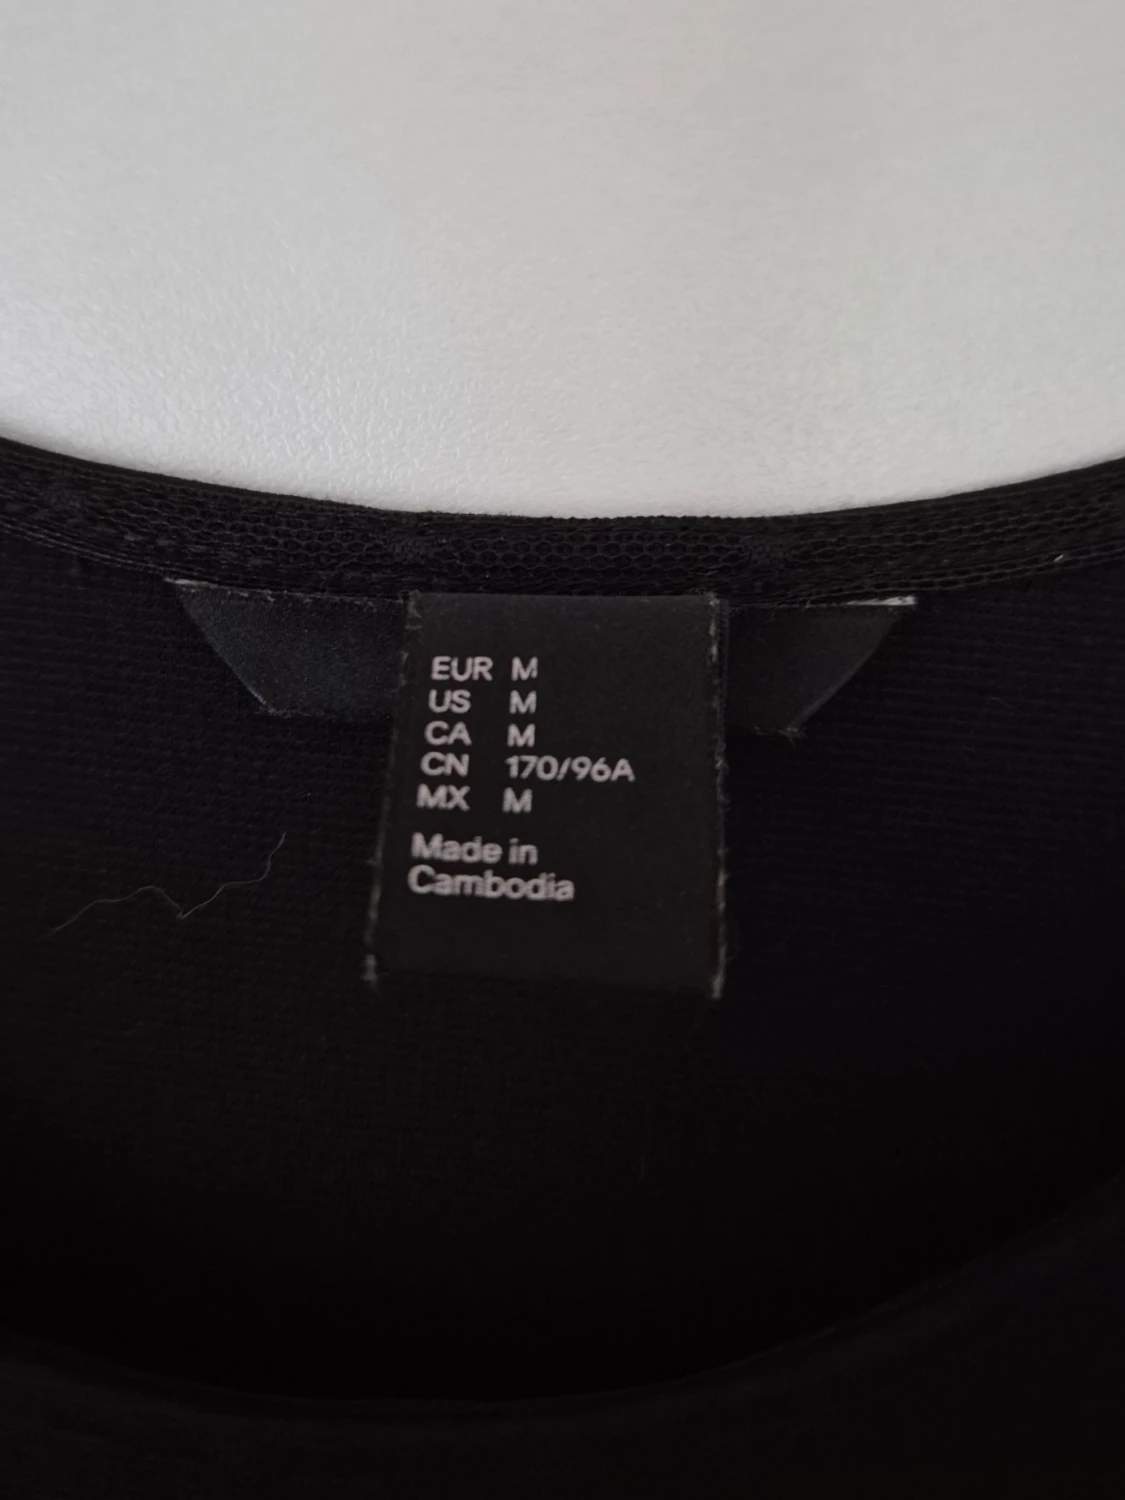 EUR M
US M
CA M
CN 170/96A
MX M
Made in
Cambodia